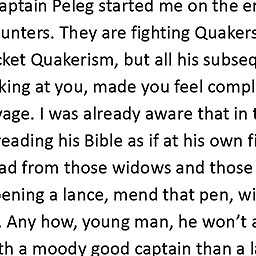 aptain Peleg started me on the e
unters. They are fighting Quakers
cket Quakerism, but all his subseq
king at you, made you feel compl
age. I was already aware that in t
reading his Bible as if at his own fi
ad from those widows and those
ening a lance, mend that pen, wi
. Any how, young man, he won't a
th a moody good captain than a la